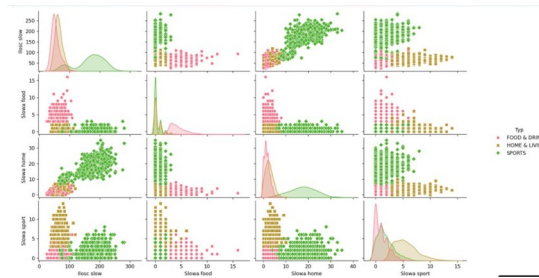 Ilosc slow
250
200
150
100
50
Slowa food
15
10
5
0
Slowa home
30
20
10
0
Slowa sport
10
5
0
0 100 200 300
Ilosc slow
0 5 10 15
Slowa food
0 10 20 30 40
Slowa home
0 5 10 15
Slowa sport
Typ
FOOD & DRIN
HOME & LIVI
SPORTS